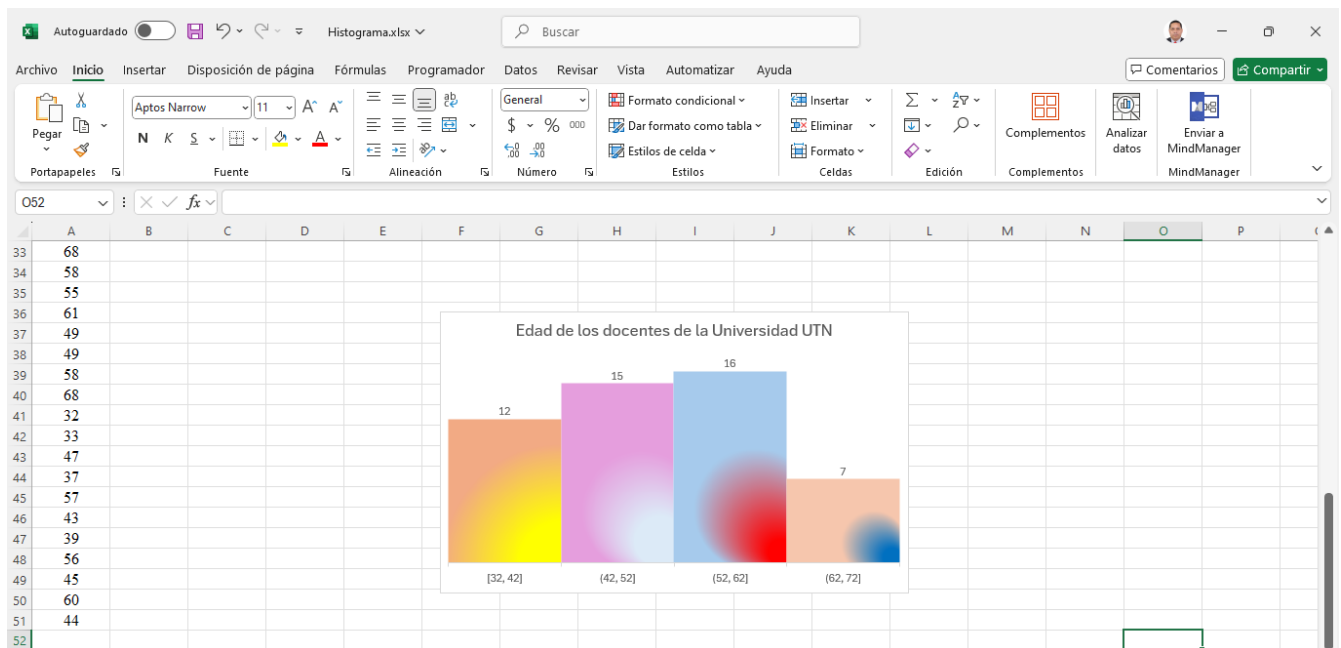 Autoguardado
Histograma.xlsx
Buscar
Archivo Inicio Insertar Disposición de página Fórmulas Programador Datos Revisar Vista Automatizar Ayuda
Comentarios Compartir
Pegar
Portapapeles
Aptos Narrow 11 A^ A˅
N K S A
Fuente
ab
c
Alineación
General
$ % 000
,00 ,00
,0 ,0
Número
Formato condicional
Dar formato como tabla
Estilos de celda
Estilos
Insertar
Eliminar
Formato
Celdas
Σ A Z
Edición
Complementos
Complementos
Analizar
datos
Enviar a
MindManager
MindManager
O52 fx
A B C D E F G H I J K L M N O P
33 68
34 58
35 55
36 61
37 49
38 49
39 58
40 68
41 32
42 33
43 47
44 37
45 57
46 43
47 39
48 56
49 45
50 60
51 44
52
Edad de los docentes de la Universidad UTN
12 15 16 7
[32, 42] (42, 52] (52, 62] (62, 72]